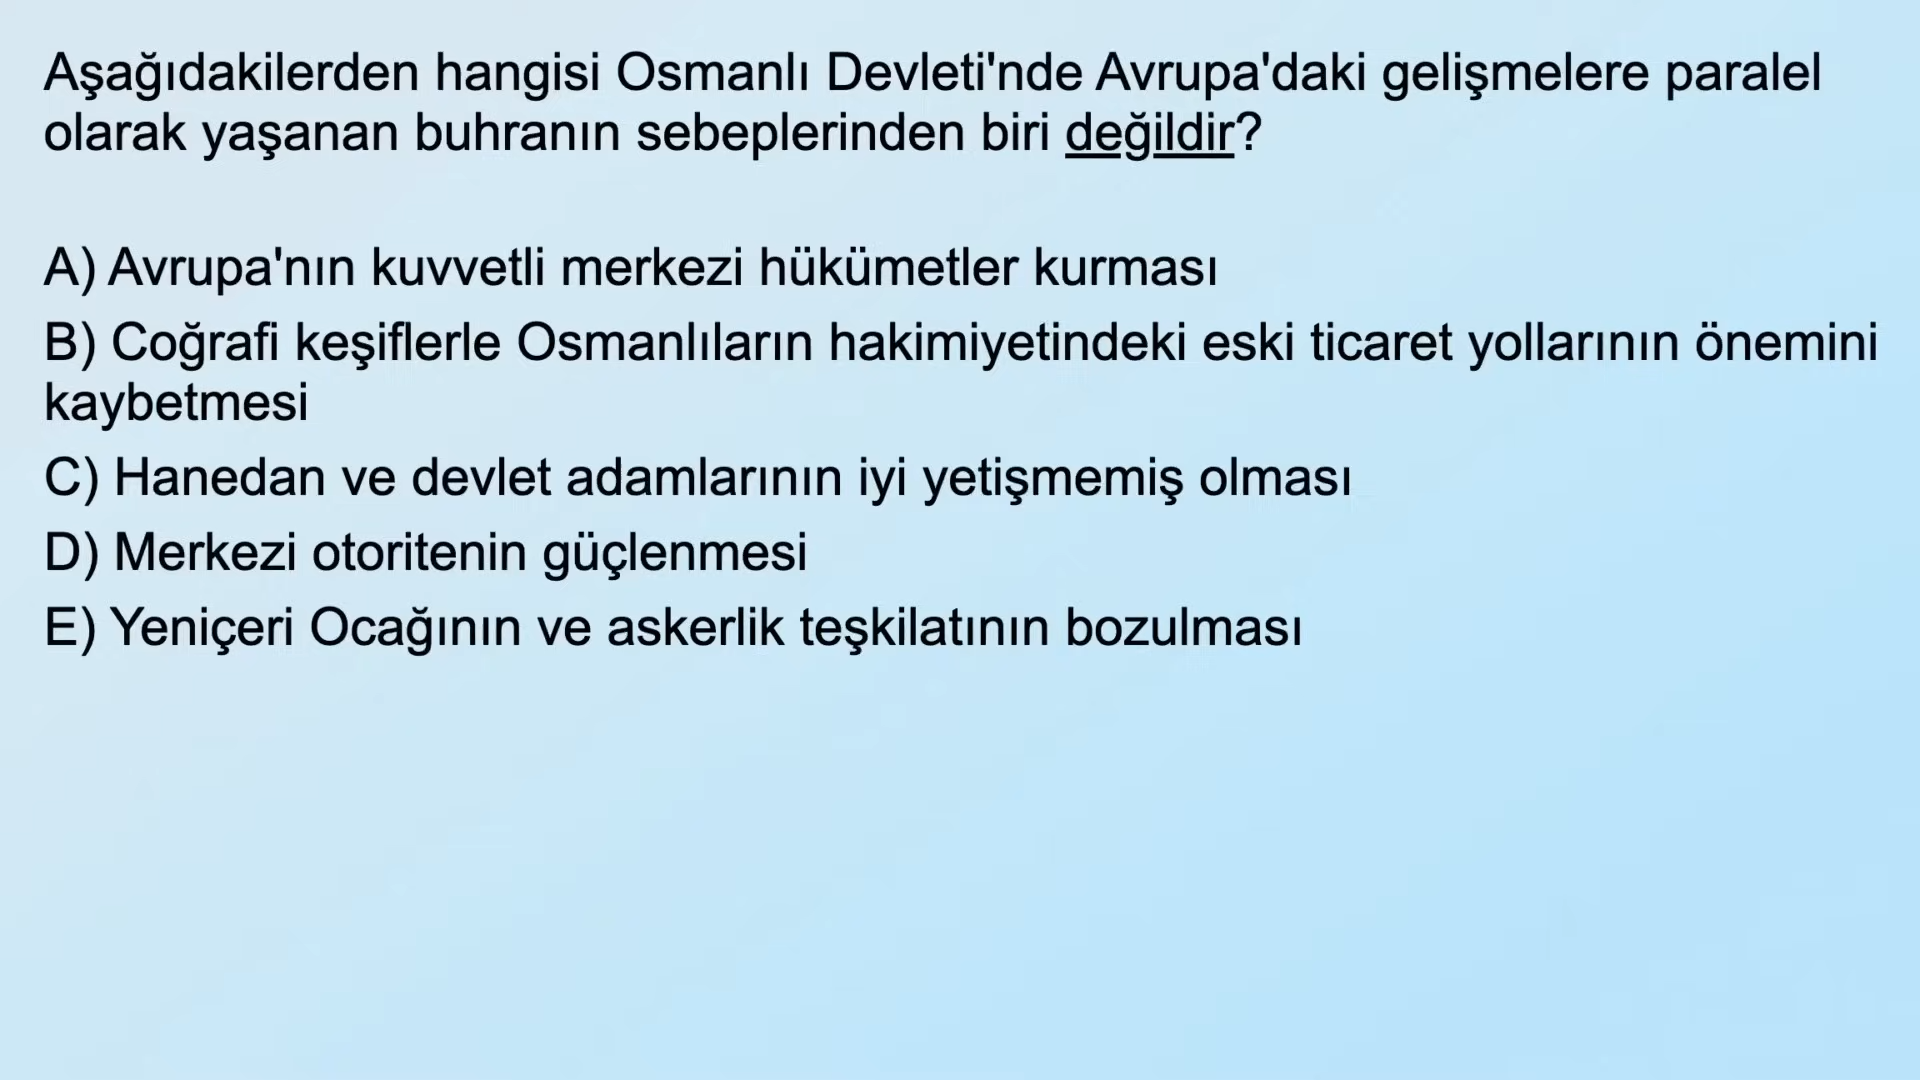 Aşağıdakilerden hangisi Osmanlı Devleti'nde Avrupa'daki gelişmelere paralel
olarak yaşanan buhranın sebeplerinden biri değildir?
A) Avrupa'nın kuvvetli merkezi hükümetler kurması
B) Coğrafi keşiflerle Osmanlıların hakimiyetindeki eski ticaret yollarının önemini
kaybetmesi
C) Hanedan ve devlet adamlarının iyi yetişmemiş olması
D) Merkezi otoritenin güçlenmesi
E) Yeniçeri Ocağının ve askerlik teşkilatının bozulması